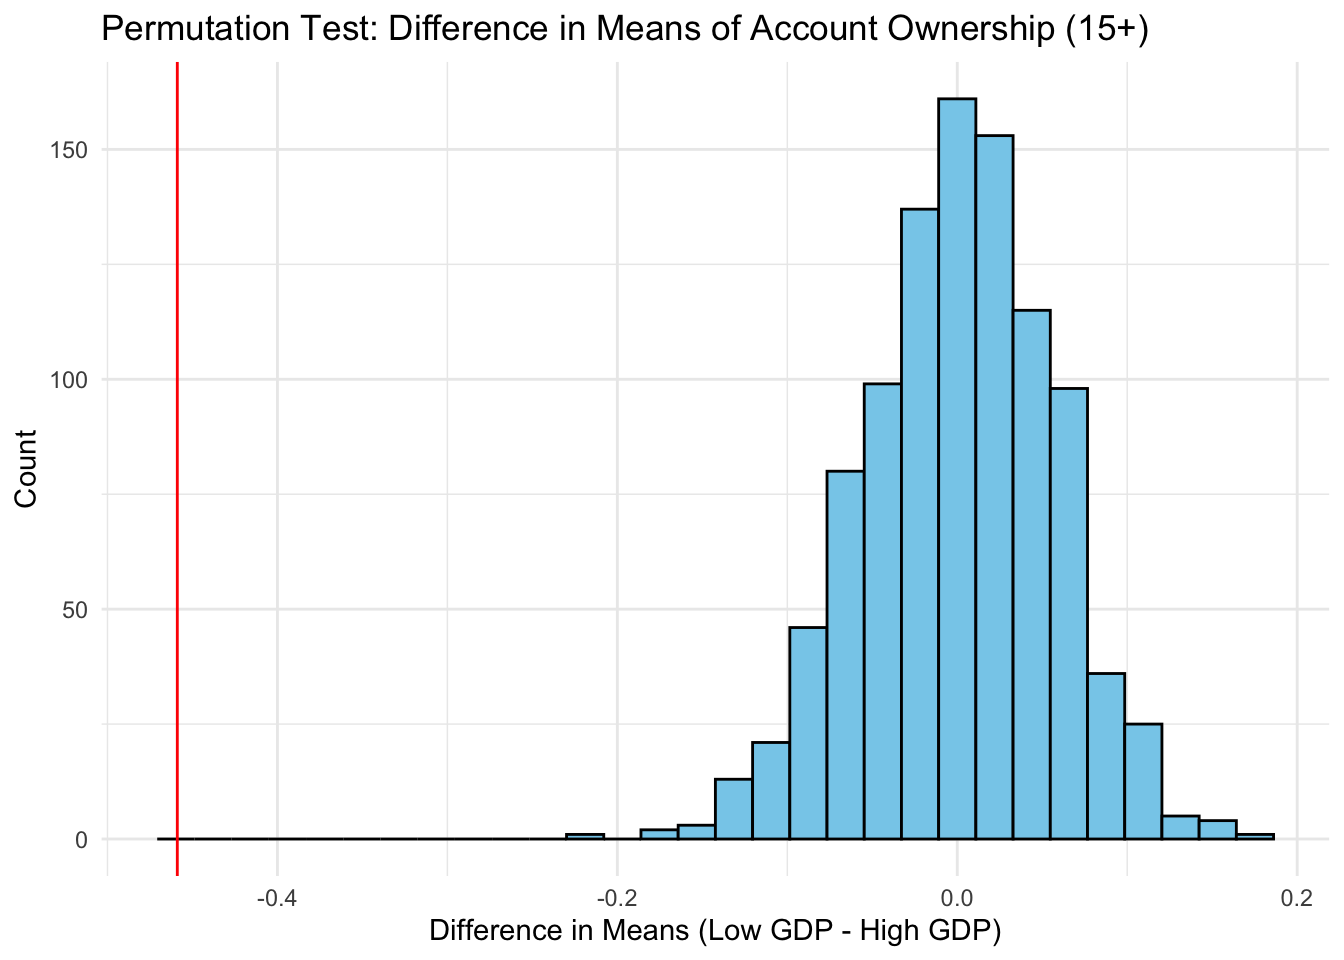 Permutation Test: Difference in Means of Account Ownership (15+)
150
100
50
0
Count
-0.4
-0.2
0.0
0.2
Difference in Means (Low GDP - High GDP)